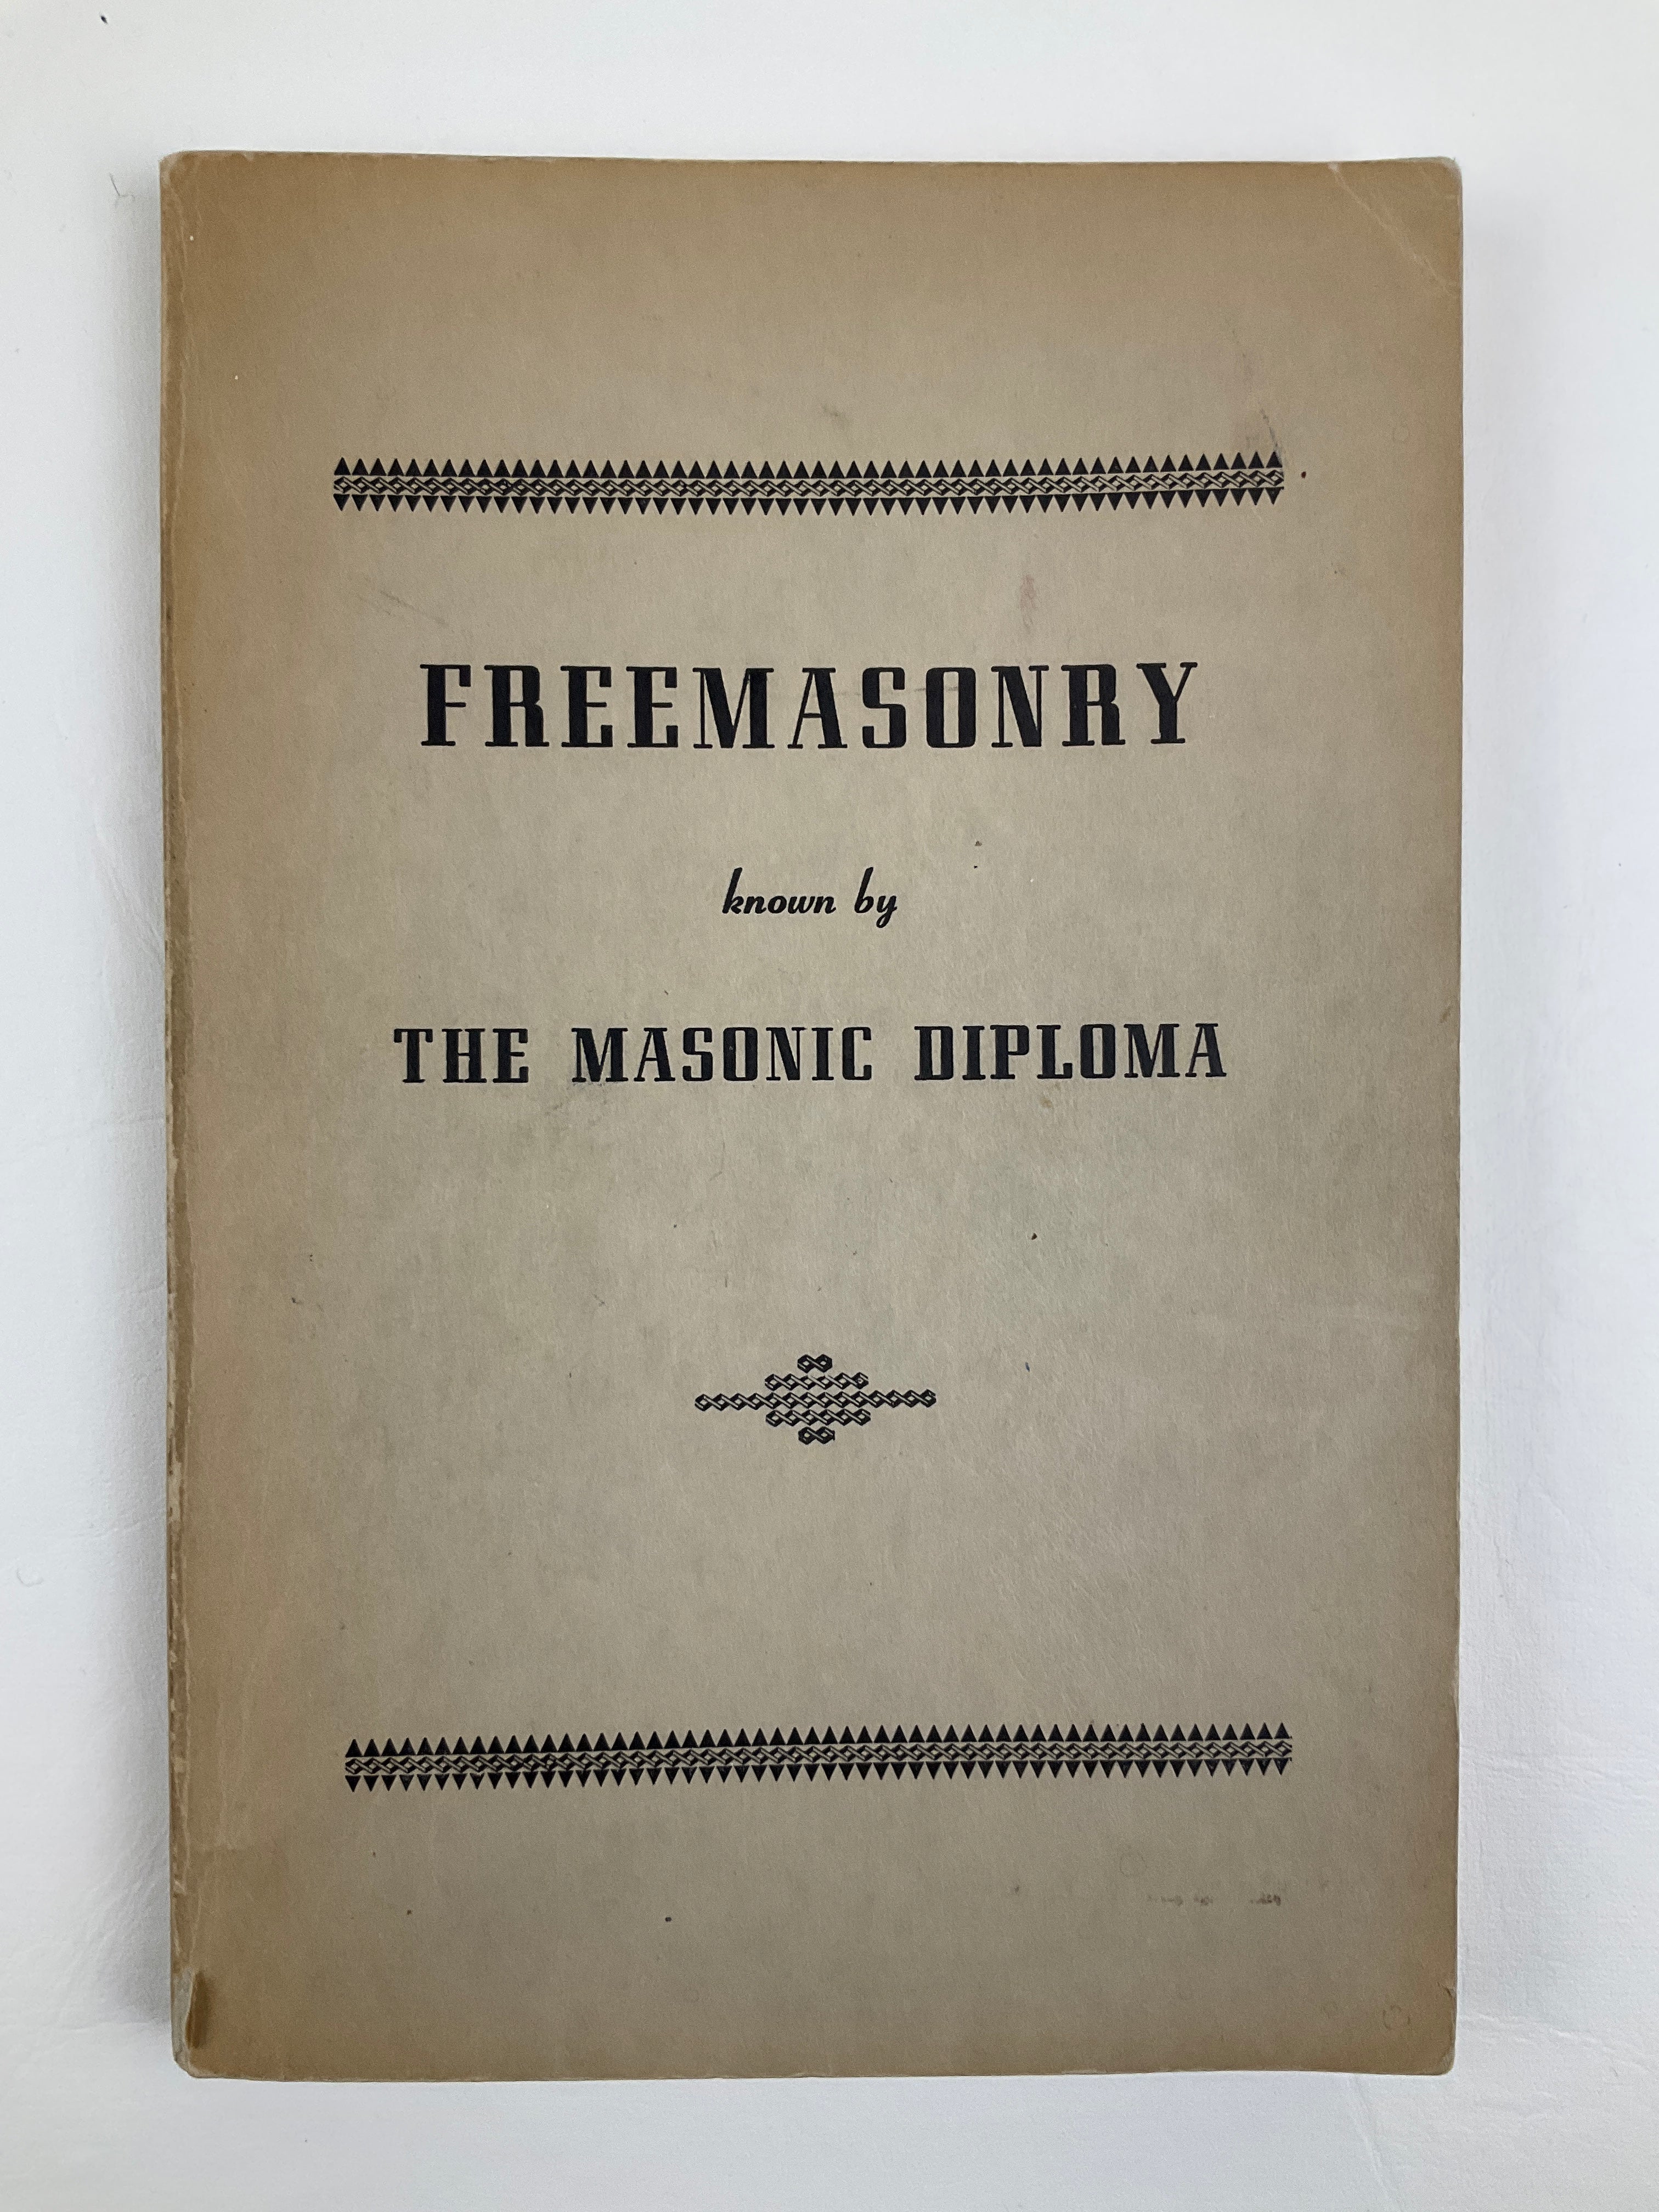 FREEMASONRY
known by
THE MASONIC DIPLOMA